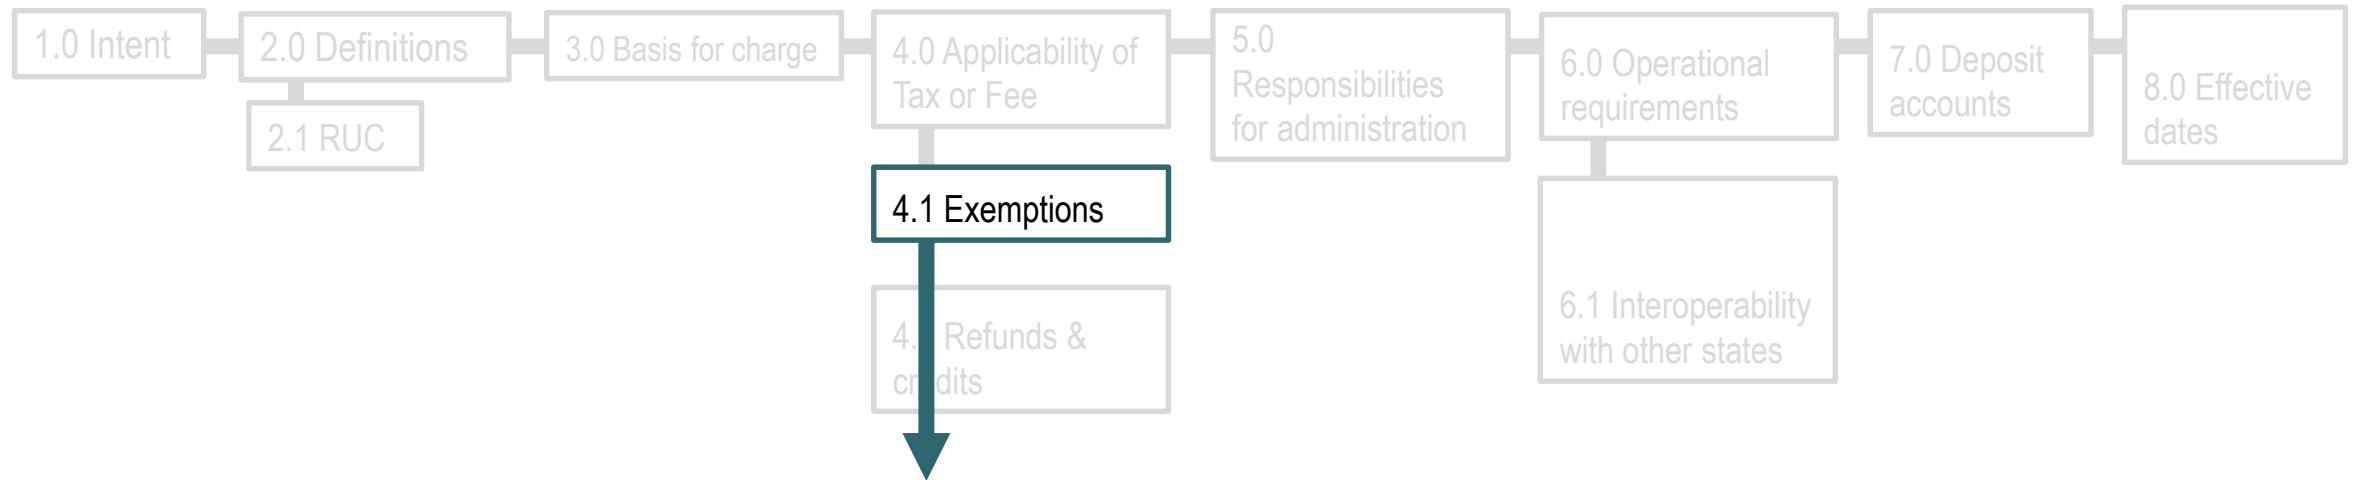 1.0 Intent
2.0 Definitions
2.1 RUC
3.0 Basis for charge
4.0 Applicability of
Tax or Fee
4.1 Exemptions
4. Refunds &
credits
5.0
Responsibilities
for administration
6.0 Operational
requirements
6.1 Interoperability
with other states
7.0 Deposit
accounts
8.0 Effective
dates